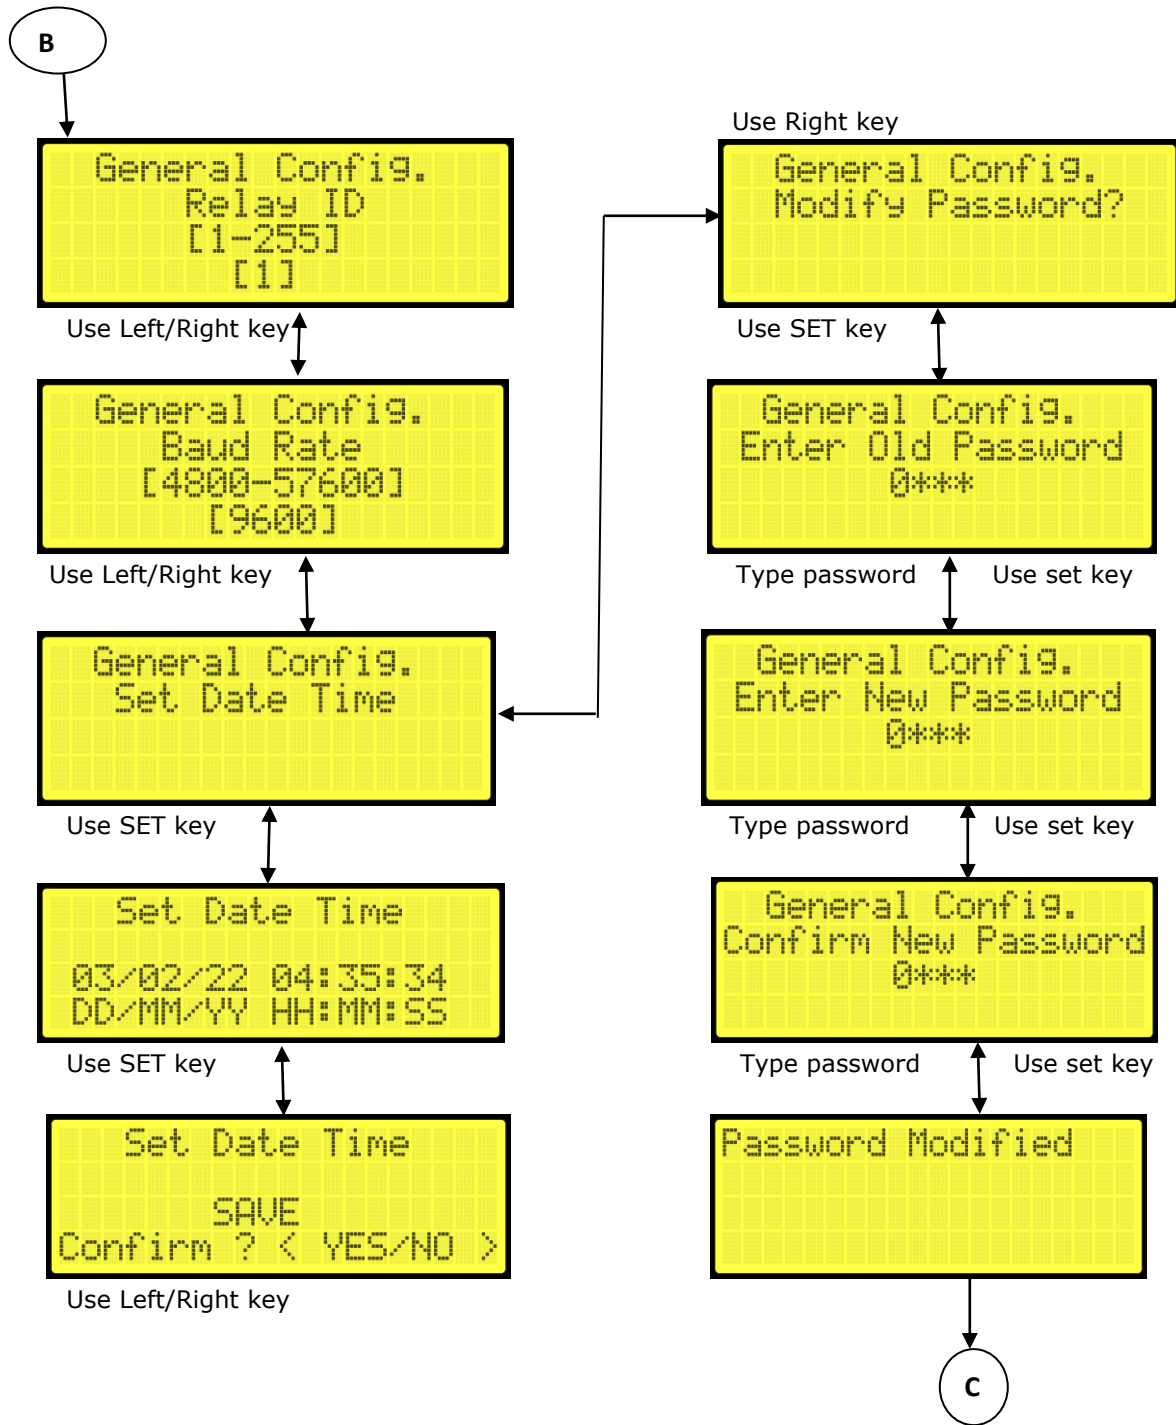 B
General Config.
Relay ID
[1-255]
[1]
Use Left/Right key
General Config.
Baud Rate
[4800-57600]
[9600]
Use Left/Right key
General Config.
Set Date Time
Use SET key
Set Date Time
03/02/22 04:35:34
DD/MM/YY HH:MM:SS
Use SET key
Set Date Time
SAVE
Confirm ? < YES/NO >
Use Left/Right key
Use Right key
General Config.
Modify Password?
Use SET key
General Config.
Enter Old Password
0***
Type password Use set key
General Config.
Enter New Password
0***
Type password Use set key
General Config.
Confirm New Password
0***
Type password Use set key
Password Modified
C